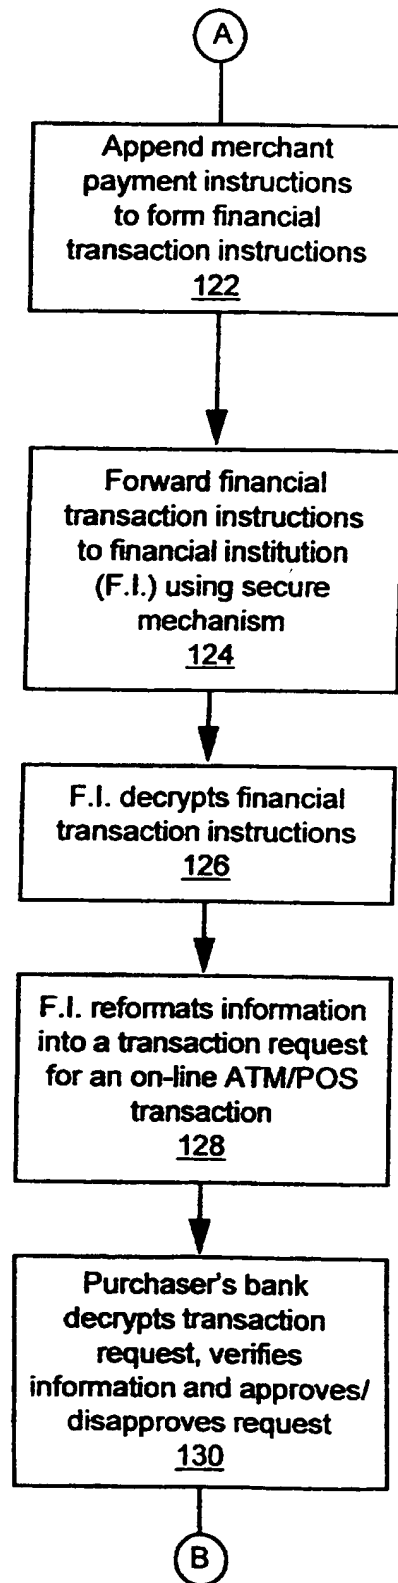 A
Append merchant
payment instructions
to form financial
transaction instructions
122
Forward financial
transaction instructions
to financial institution
(F.I.) using secure
mechanism
124
F.I. decrypts financial
transaction instructions
126
F.I. reformats information
into a transaction request
for an on-line ATM/POS
transaction
128
Purchaser's bank
decrypts transaction
request, verifies
information and approves/
disapproves request
130
B